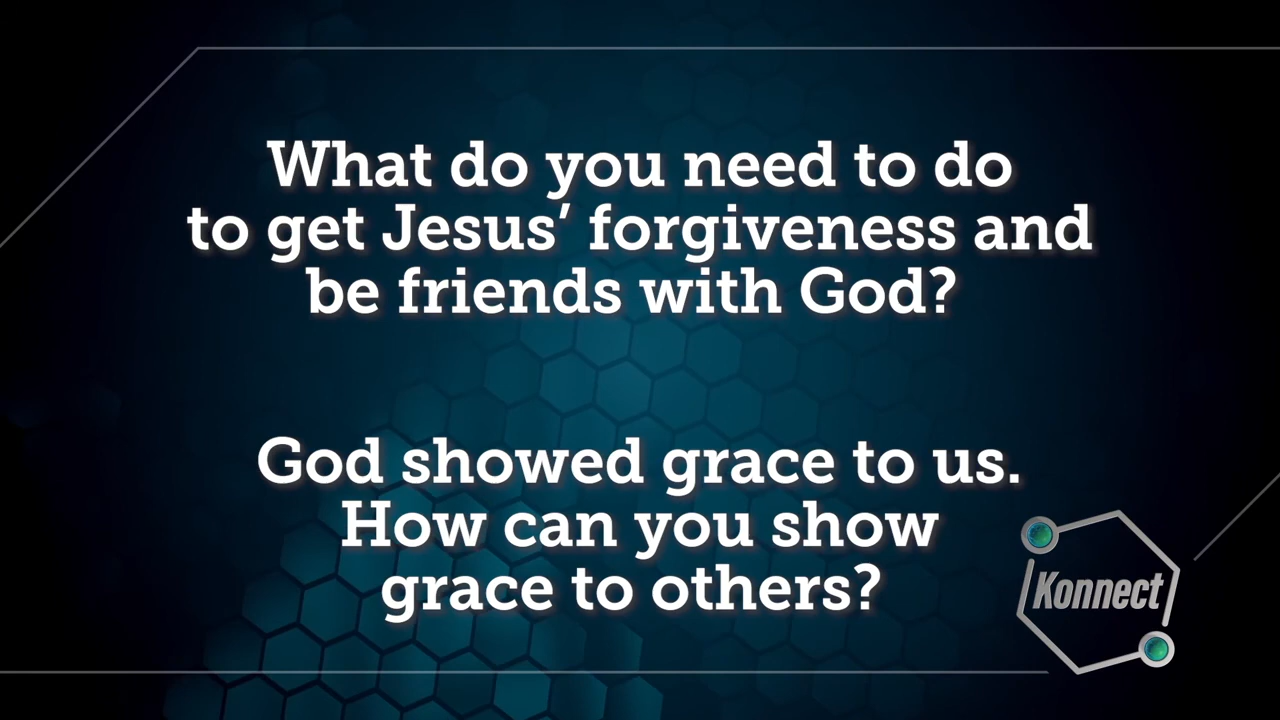 What do you need to do
to get Jesus’ forgiveness and
be friends with God?
God showed grace to us.
How can you show
grace to others?
Konnect